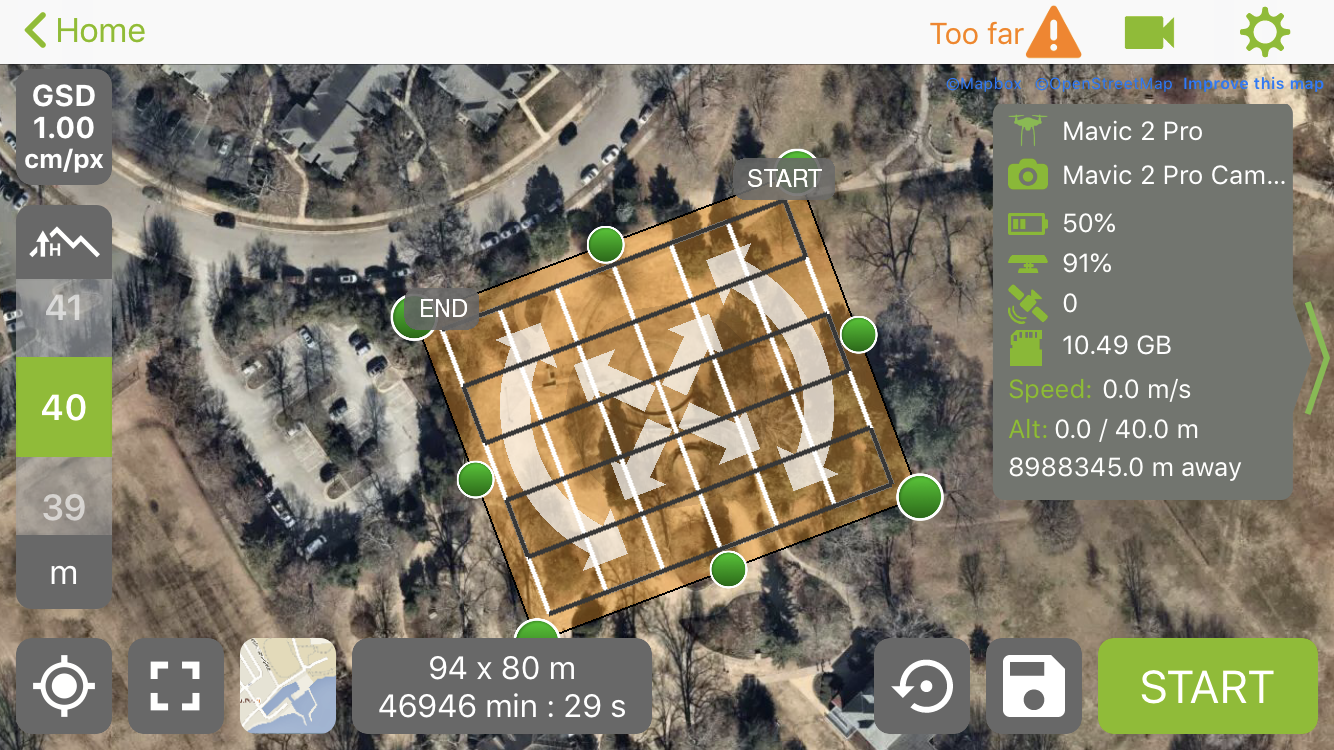 Home
Too far
©Mapbox ©OpenStreetMap Improve this map
GSD
1.00
cm/px
H
41
40
39
m
START
END
Mavic 2 Pro
Mavic 2 Pro Cam...
50%
91%
0
10.49 GB
Speed: 0.0 m/s
Alt: 0.0 / 40.0 m
8988345.0 m away
94 x 80 m
46946 min : 29 s
START